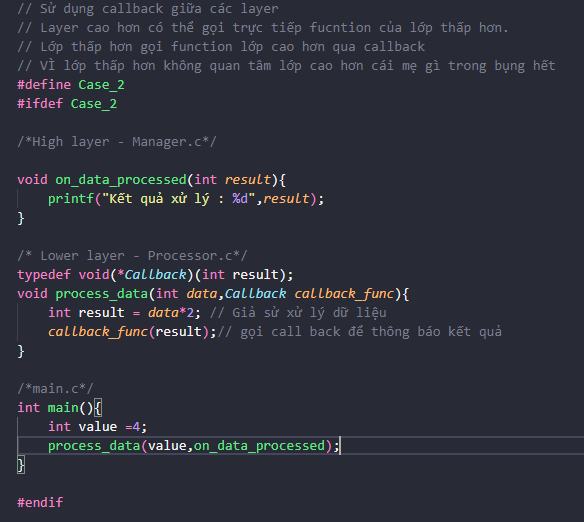 // Sử dụng callback giữa các layer
// Layer cao hơn có thể gọi trực tiếp fucntion của lớp thấp hơn.
// Lớp thấp hơn gọi function lớp cao hơn qua callback
// VÌ lớp thấp hơn không quan tâm lớp cao hơn cái mẹ gì trong bụng hết
#define Case_2
#ifdef Case_2
/*High layer - Manager.c*/
void on_data_processed(int result){
    printf("Kết quả xử lý : %d",result);
}
/* Lower layer - Processor.c*/
typedef void(*Callback)(int result);
void process_data(int data,Callback callback_func){
    int result = data*2; // Giả sử xử lý dữ liệu
    callback_func(result);// gọi call back để thông báo kết quả
}
/*main.c*/
int main(){
    int value =4;
    process_data(value,on_data_processed);
}
#endif